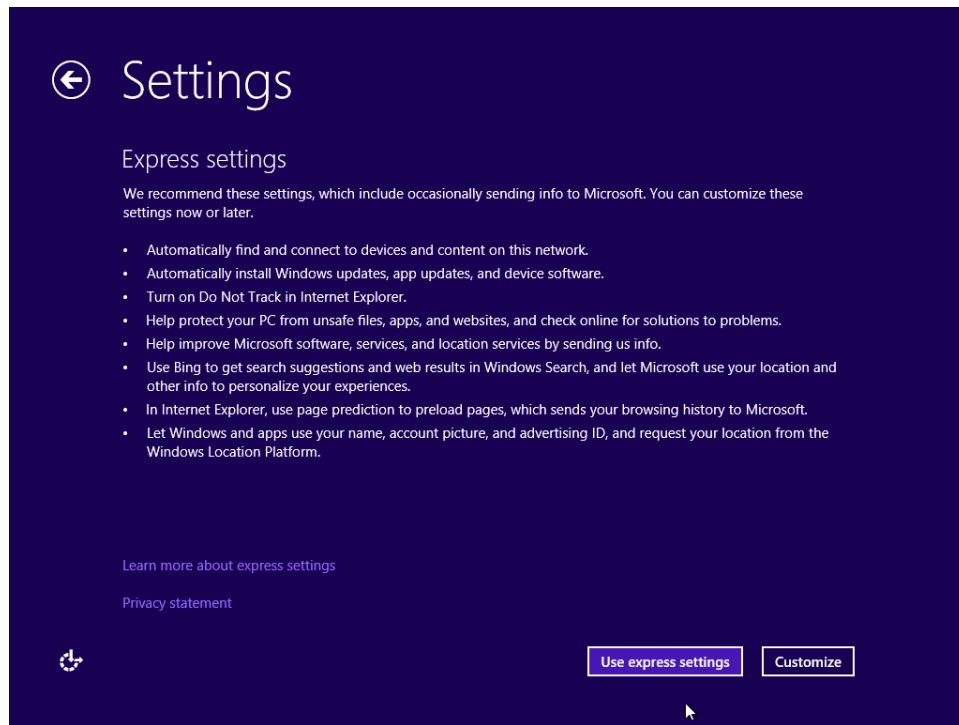 Settings
Express settings
We recommend these settings, which include occasionally sending info to Microsoft. You can customize these
settings now or later.
• Automatically find and connect to devices and content on this network.
• Automatically install Windows updates, app updates, and device software.
• Turn on Do Not Track in Internet Explorer.
• Help protect your PC from unsafe files, apps, and websites, and check online for solutions to problems.
• Help improve Microsoft software, services, and location services by sending us info.
• Use Bing to get search suggestions and web results in Windows Search, and let Microsoft use your location and
other info to personalize your experiences.
• In Internet Explorer, use page prediction to preload pages, which sends your browsing history to Microsoft.
• Let Windows and apps use your name, account picture, and advertising ID, and request your location from the
Windows Location Platform.
Learn more about express settings
Privacy statement
Use express settings
Customize